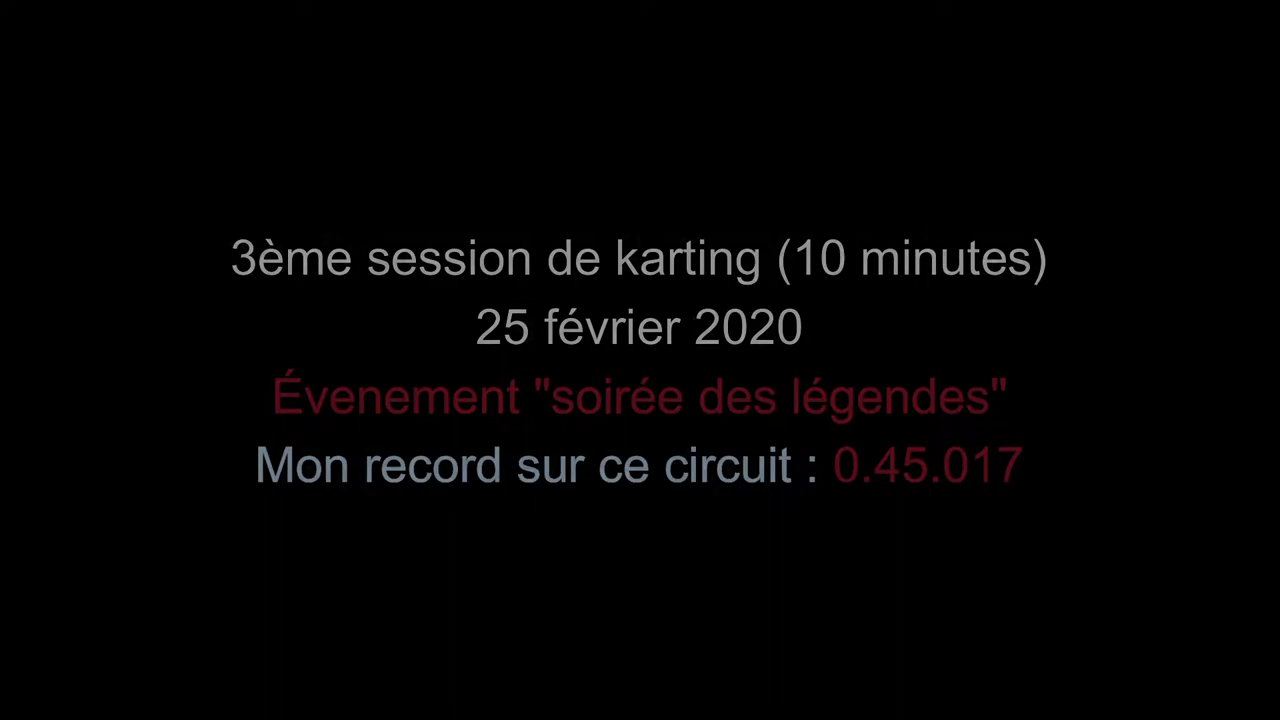 3ème session de karting (10 minutes)
25 février 2020
Évenement "soirée des légendes"
Mon record sur ce circuit : 0.45.017